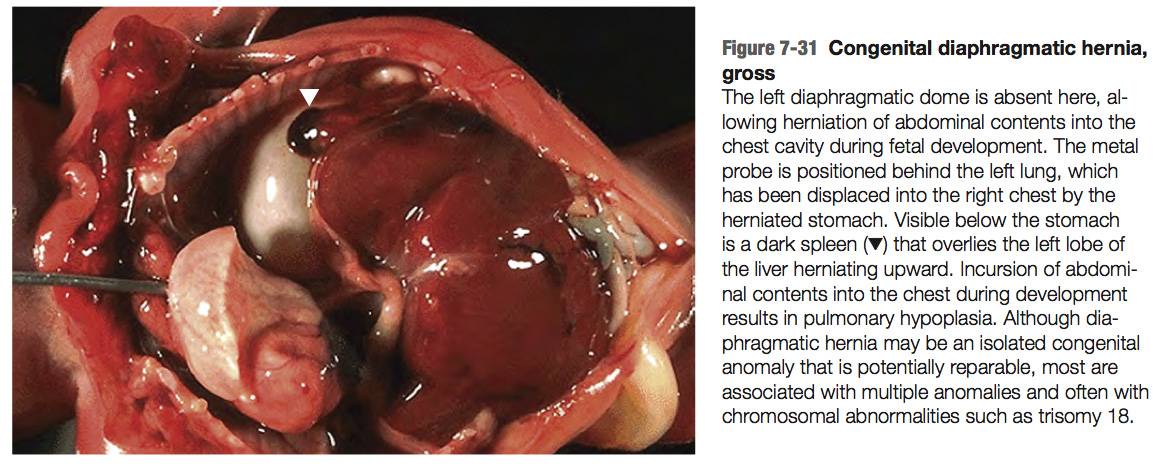 Figure 7-31 Congenital diaphragmatic hernia,
gross
The left diaphragmatic dome is absent here, al-
lowing herniation of abdominal contents into the
chest cavity during fetal development. The metal
probe is positioned behind the left lung, which
has been displaced into the right chest by the
herniated stomach. Visible below the stomach
is a dark spleen (▼) that overlies the left lobe of
the liver herniating upward. Incursion of abdomi-
nal contents into the chest during development
results in pulmonary hypoplasia. Although dia-
phragmatic hernia may be an isolated congenital
anomaly that is potentially reparable, most are
associated with multiple anomalies and often with
chromosomal abnormalities such as trisomy 18.